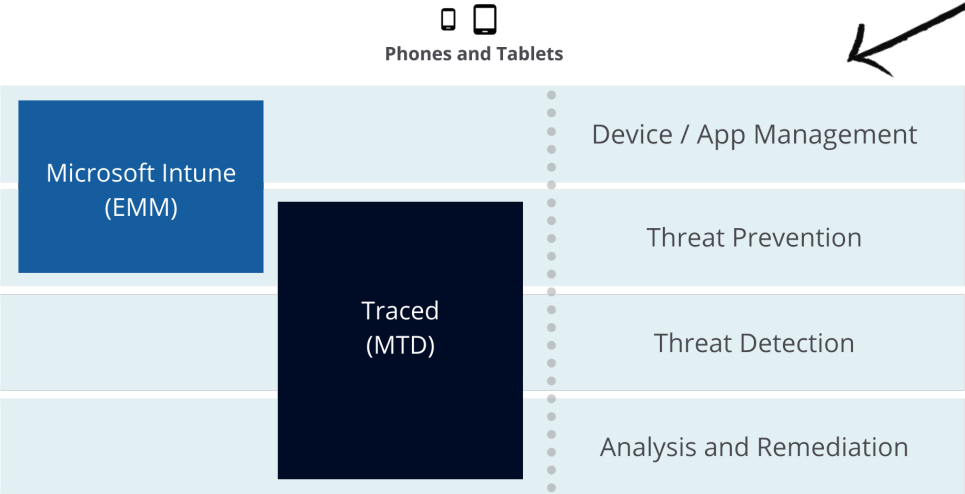 Phones and Tablets
Device / App Management
Microsoft Intune
(EMM)
Threat Prevention
Traced
(MTD)
Threat Detection
Analysis and Remediation